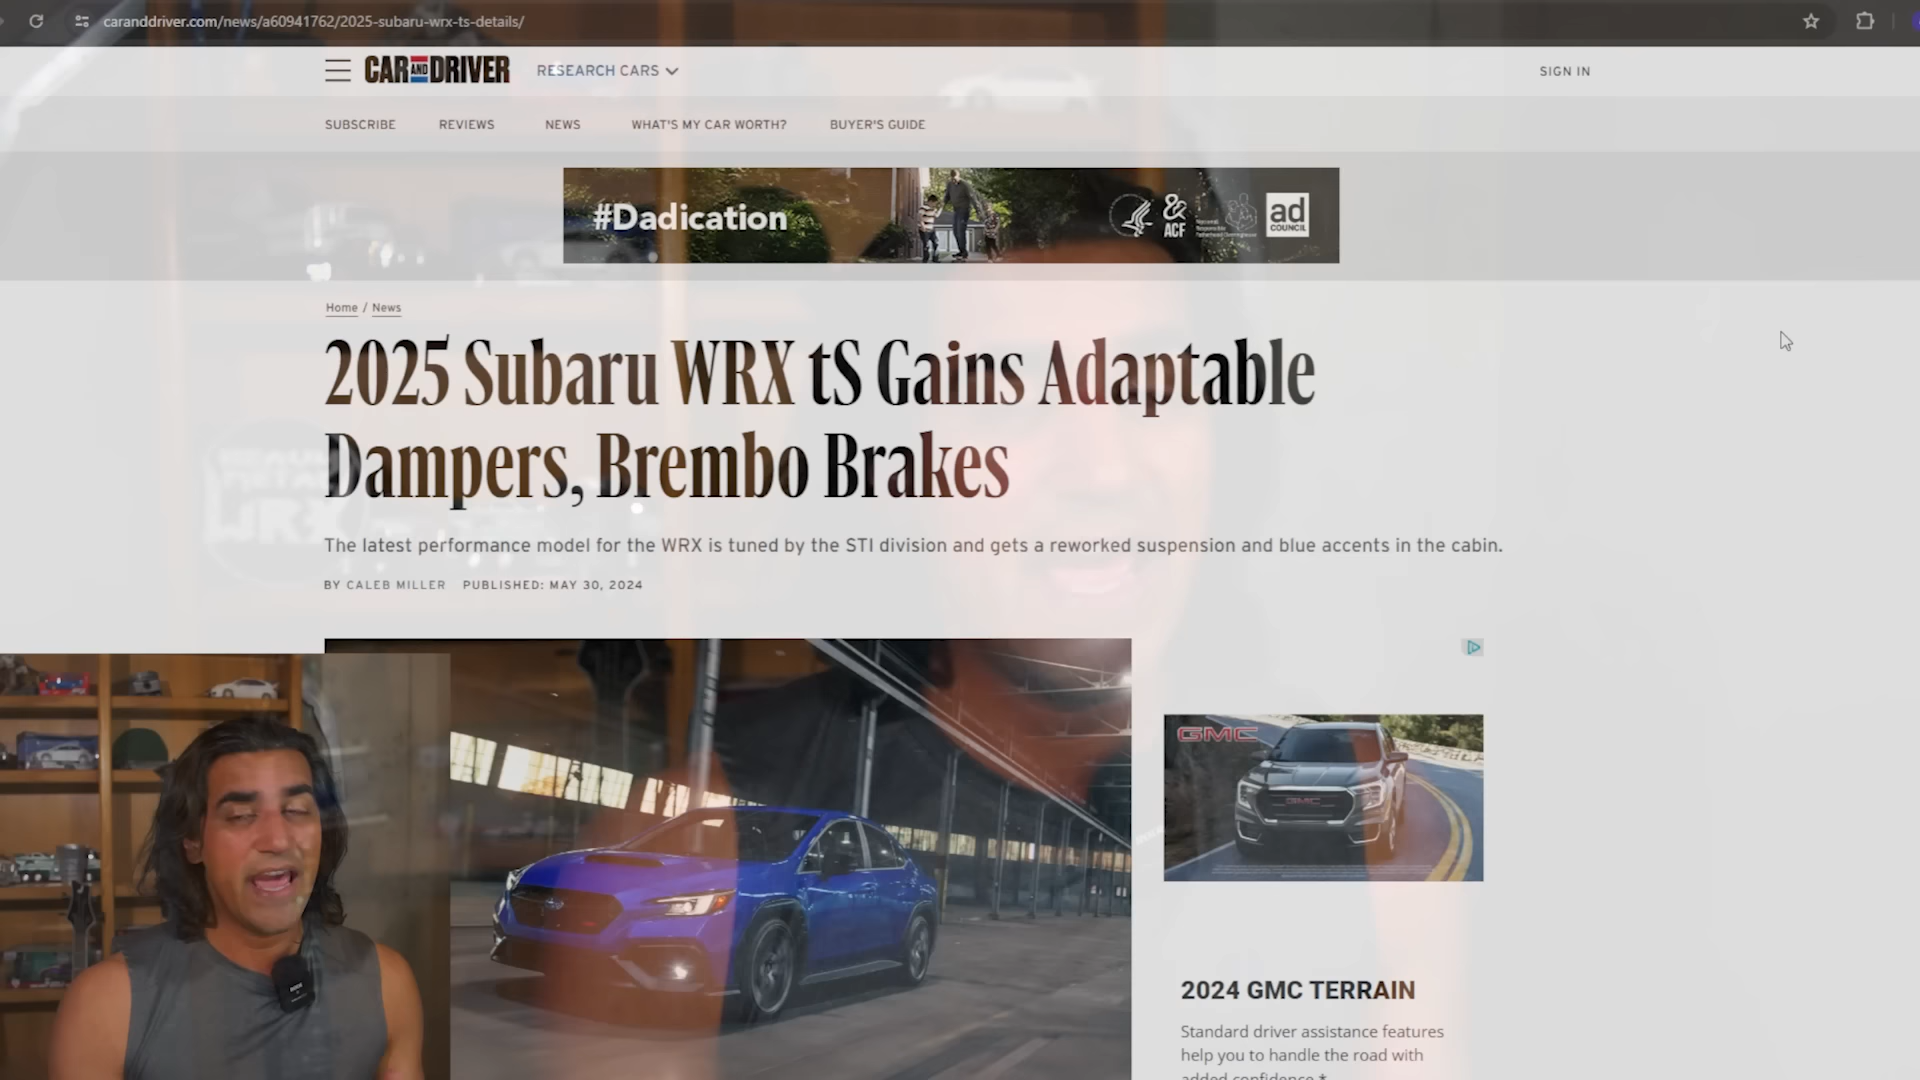 caranddriver.com/news/a60941762/2025-subaru-wrx-ts-details/
CAR AND DRIVER
RESEARCH CARS
SIGN IN
SUBSCRIBE
REVIEWS
NEWS
WHAT'S MY CAR WORTH?
BUYER'S GUIDE
#Dadication
ACF
ad
COUNCIL
Home / News
2025 Subaru WRX tS Gains Adaptable
Dampers, Brembo Brakes
The latest performance model for the WRX is tuned by the STI division and gets a reworked suspension and blue accents in the cabin.
BY CALEB MILLER PUBLISHED: MAY 30, 2024
WRX
GMC
2024 GMC TERRAIN
Standard driver assistance features
help you to handle the road with
added confidence.*